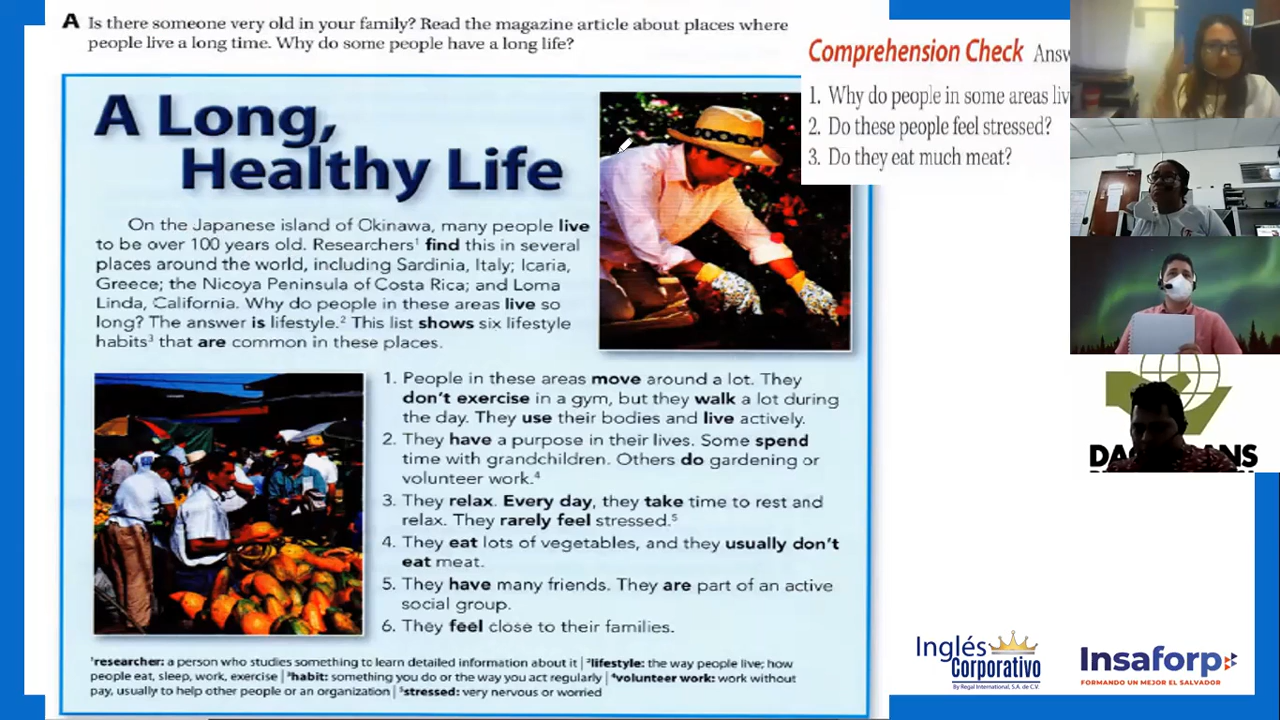 A Is there someone very old in your family? Read the magazine article about places where
people live a long time. Why do some people have a long life?
Comprehension Check
1. Why do people in some areas
2. Do these people feel stressed?
3. Do they eat much meat?
A Long,
Healthy Life
On the Japanese island of Okinawa, many people live
to be over 100 years old. Researchers¹ find this in several
places around the world, including Sardinia, Italy; Icaria,
Greece; the Nicoya Peninsula of Costa Rica; and Loma
Linda, California. Why do people in these areas live so
long? The answer is lifestyle.² This list shows six lifestyle
habits³ that are common in these places.
1. People in these areas move around a lot. They
don't exercise in a gym, but they walk a lot during
the day. They use their bodies and live actively.
2. They have a purpose in their lives. Some spend
time with grandchildren. Others do gardening or
volunteer work.⁴
3. They relax. Every day, they take time to rest and
relax. They rarely feel stressed.⁵
4. They eat lots of vegetables, and they usually don't
eat meat.
5. They have many friends. They are part of an active
social group.
6. They feel close to their families.
¹researcher: a person who studies something to learn detailed information about it | ²lifestyle: the way people live; how
people eat, sleep, work, exercise | ³habit: something you do or the way you act regularly | ⁴volunteer work: work without
pay, usually to help other people or an organization | ⁵stressed: very nervous or worried
Inglés
Corporativo
By Regal International, S.A. de C.V.
Insaforp
FORMANDO UN MEJOR EL SALVADOR